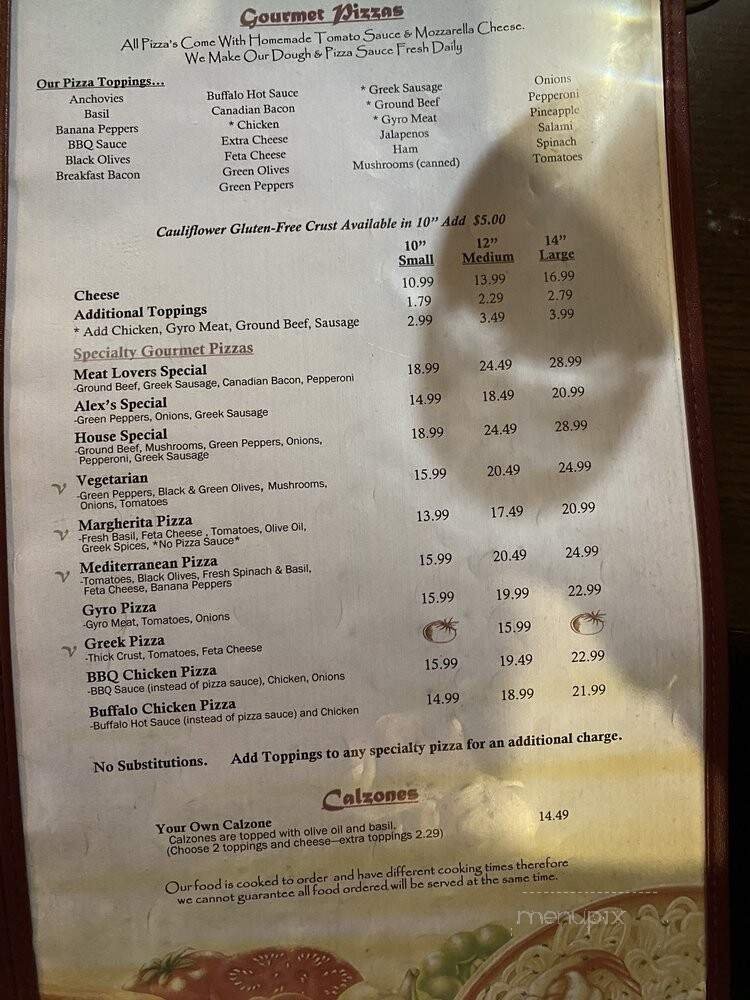 Gourmet Pizzas
All Pizza's Come With Homemade Tomato Sauce & Mozzarella Cheese.
We Make Our Dough & Pizza Sauce Fresh Daily
Our Pizza Toppings...
Anchovies
Basil
Banana Peppers
BBQ Sauce
Black Olives
Breakfast Bacon
Buffalo Hot Sauce
Canadian Bacon
* Chicken
Extra Cheese
Feta Cheese
Green Olives
Green Peppers
* Greek Sausage
* Ground Beef
* Gyro Meat
Jalapenos
Ham
Mushrooms (canned)
Onions
Pepperoni
Pineapple
Salami
Spinach
Tomatoes
Cauliflower Gluten-Free Crust Available in 10" Add $5.00
10" 12" 14"
Small Medium Large
Cheese 10.99 13.99 16.99
Additional Toppings 1.79 2.29 2.79
* Add Chicken, Gyro Meat, Ground Beef, Sausage 2.99 3.49 3.99
Specialty Gourmet Pizzas
Meat Lovers Special 18.99 24.49 28.99
-Ground Beef, Greek Sausage, Canadian Bacon, Pepperoni
Alex's Special 14.99 18.49 20.99
-Green Peppers, Onions, Greek Sausage
House Special 18.99 24.49 28.99
-Ground Beef, Mushrooms, Green Peppers, Onions,
Pepperoni, Greek Sausage
V Vegetarian 15.99 20.49 24.99
-Green Peppers, Black & Green Olives, Mushrooms,
Onions, Tomatoes
V Margherita Pizza 13.99 17.49 20.99
-Fresh Basil, Feta Cheese , Tomatoes, Olive Oil,
Greek Spices, *No Pizza Sauce*
V Mediterranean Pizza 15.99 20.49 24.99
-Tomatoes, Black Olives, Fresh Spinach & Basil,
Feta Cheese, Banana Peppers
Gyro Pizza 15.99 19.99 22.99
-Gyro Meat, Tomatoes, Onions
V Greek Pizza 15.99
-Thick Crust, Tomatoes, Feta Cheese
BBQ Chicken Pizza 15.99 19.49 22.99
-BBQ Sauce (instead of pizza sauce), Chicken, Onions
Buffalo Chicken Pizza 14.99 18.99 21.99
-Buffalo Hot Sauce (instead of pizza sauce) and Chicken
No Substitutions. Add Toppings to any specialty pizza for an additional charge.
Calzones
Your Own Calzone 14.49
Calzones are topped with olive oil and basil.
(Choose 2 toppings and cheese—extra toppings 2.29)
Our food is cooked to order and have different cooking times therefore
we cannot guarantee all food ordered will be served at the same time.
menupix